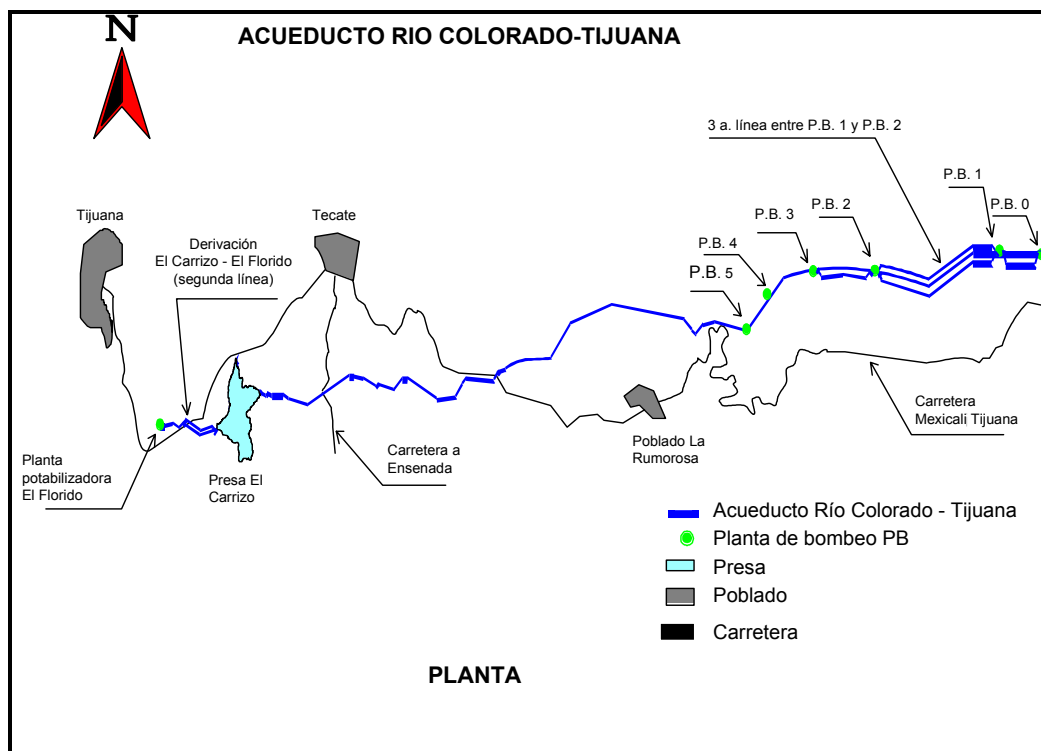 N
ACUEDUCTO RIO COLORADO-TIJUANA
3 a. línea entre P.B. 1 y P.B. 2
P.B. 1
P.B. 0
P.B. 2
P.B. 3
P.B. 4
P.B. 5
Tijuana
Tecate
Derivación
El Carrizo - El Florido
(segunda línea)
Carretera
Mexicali Tijuana
Poblado La
Rumorosa
Carretera a
Ensenada
Presa El
Carrizo
Planta
potabilizadora
El Florido
Acueducto Río Colorado - Tijuana
Planta de bombeo PB
Presa
Poblado
Carretera
PLANTA